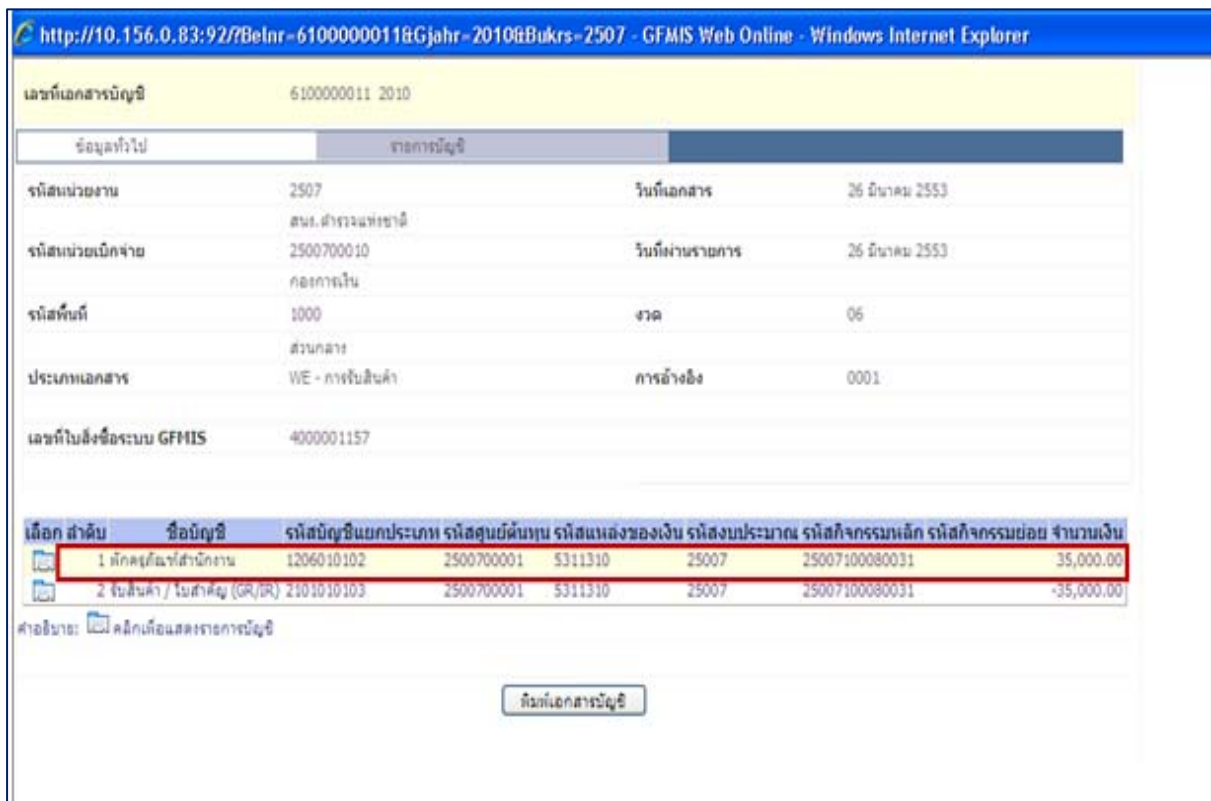 http://10.156.0.83:92/?Belnr=6100000011&Gjahr=2010&Bukrs=2507 - GFMIS Web Online - Windows Internet Explorer
เลขที่เอกสารบัญชี 6100000011 2010
ข้อมูลทั่วไป รายการบัญชี
รหัสหน่วยงาน 2507 วันที่เอกสาร 26 มีนาคม 2553
สนง.ตำรวจแห่งชาติ
รหัสหน่วยเบิกจ่าย 2500700010 วันที่ผ่านรายการ 26 มีนาคม 2553
กองการเงิน
รหัสพื้นที่ 1000 งวด 06
ส่วนกลาง
ประเภทเอกสาร WE - การรับสินค้า การอ้างอิง 0001
เลขที่ใบสั่งซื้อระบบ GFMIS 4000001157
เลือก ลำดับ ชื่อบัญชี รหัสบัญชีแยกประเภท รหัสศูนย์ต้นทุน รหัสแหล่งของเงิน รหัสงบประมาณ รหัสกิจกรรมหลัก รหัสกิจกรรมย่อย จำนวนเงิน
1 พักครุภัณฑ์สำนักงาน 1206010102 2500700001 5311310 25007 25007100080031 35,000.00
2 รับสินค้า / ใบสำคัญ (GR/IR) 2101010103 2500700001 5311310 25007 25007100080031 -35,000.00
คำอธิบาย: คลิกเพื่อแสดงรายการบัญชี
พิมพ์เอกสารบัญชี